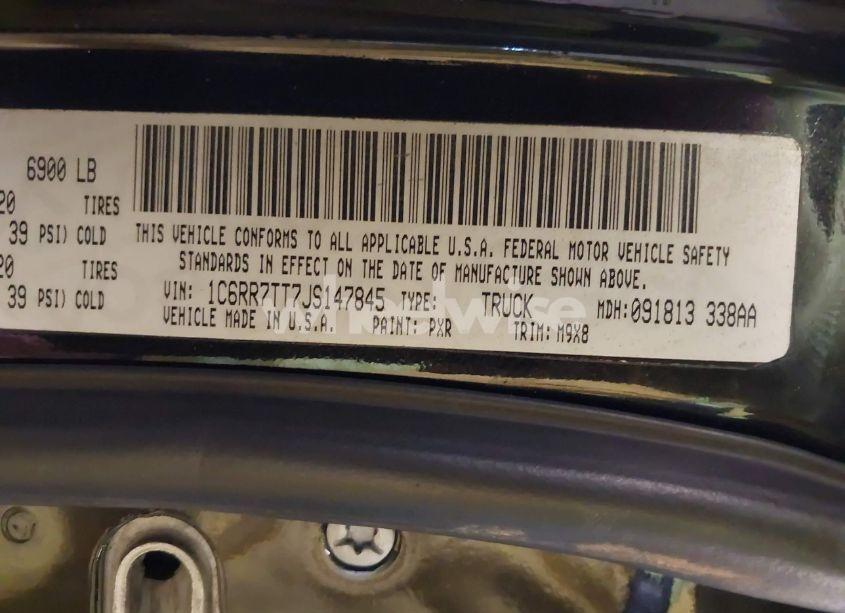 6900 LB
20 TIRES
39 PSI) COLD
20 TIRES
39 PSI) COLD
THIS VEHICLE CONFORMS TO ALL APPLICABLE U.S.A. FEDERAL MOTOR VEHICLE SAFETY
STANDARDS IN EFFECT ON THE DATE OF MANUFACTURE SHOWN ABOVE.
VIN: 1C6RR7TT7JS147845 TYPE: TRUCK MDH:091813 338AA
VEHICLE MADE IN U.S.A. PAINT: PXR TRIM: M9X8